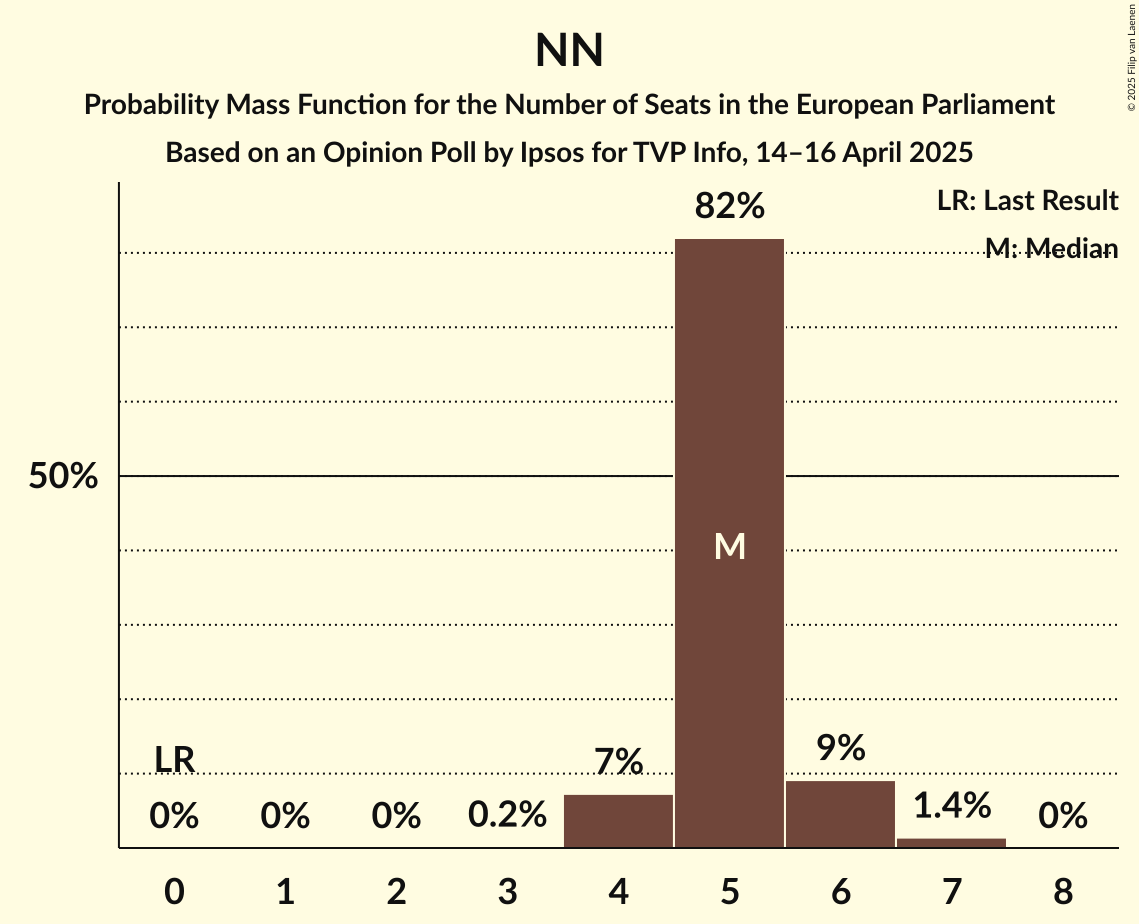 NN
Probability Mass Function for the Number of Seats in the European Parliament
Based on an Opinion Poll by Ipsos for TVP Info, 14–16 April 2025
© 2025 Filip van Laenen
LR: Last Result
M: Median
82%
50%
M
LR
7%
9%
0%
0%
0%
0.2%
1.4%
0%
0 1 2 3 4 5 6 7 8